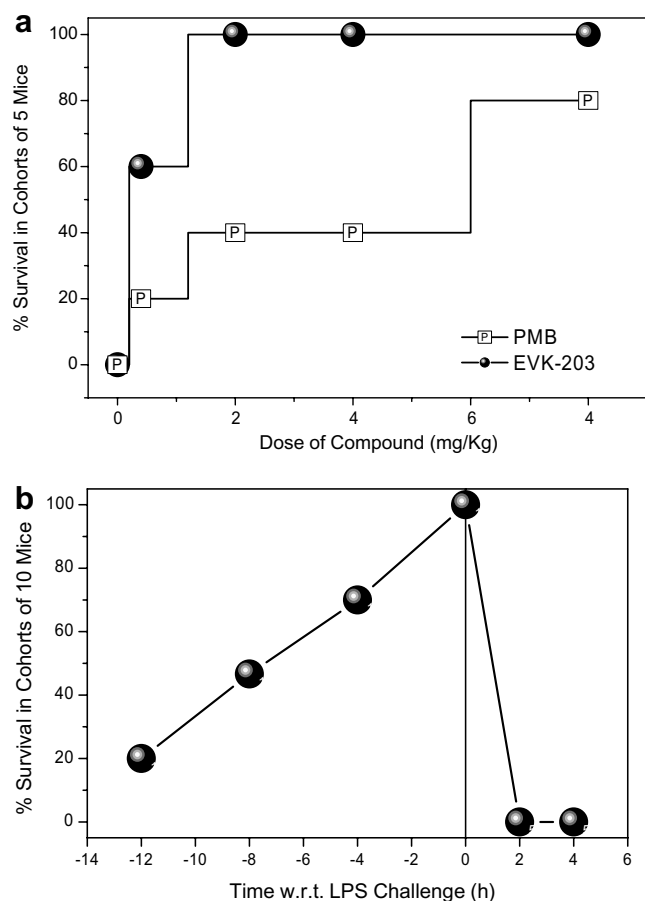 a
% Survival in Cohorts of 5 Mice
100
80
60
40
20
0
P
P
P
P
P
P PMB
EVK-203
0 2 4 6 4
Dose of Compound (mg/Kg)
b
% Survival in Cohorts of 10 Mice
100
80
60
40
20
0
-14 -12 -10 -8 -6 -4 -2 0 2 4 6
Time w.r.t. LPS Challenge (h)